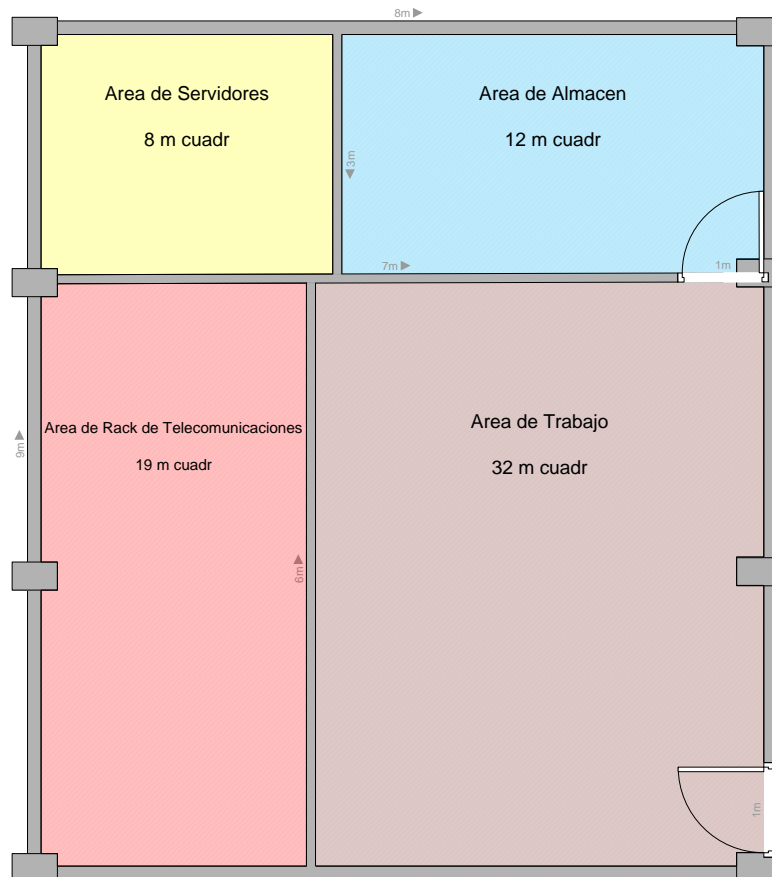 8m
Area de Servidores
8 m cuadr
Area de Almacen
12 m cuadr
3m
7m
1m
Area de Rack de Telecomunicaciones
19 m cuadr
Area de Trabajo
32 m cuadr
9m
6m
1m